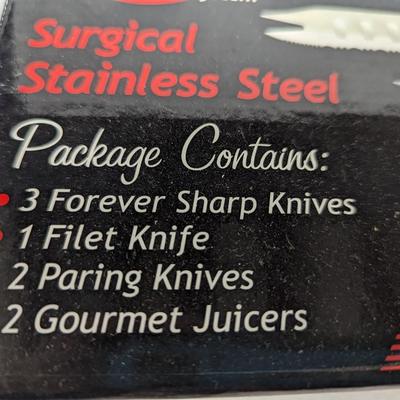 Surgical
Stainless Steel
Package Contains:
3 Forever Sharp Knives
1 Filet Knife
2 Paring Knives
2 Gourmet Juicers